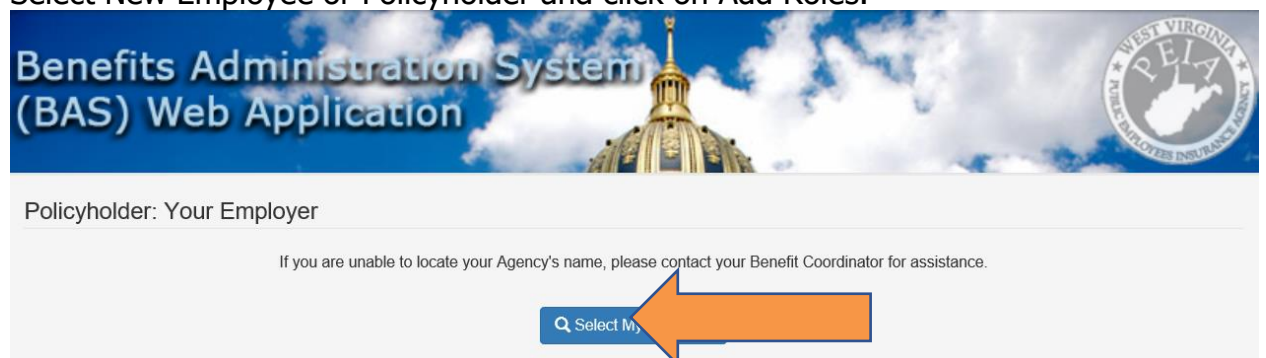 Select New Employee or Policyholder and click on Add Roles.
Benefits Administration System
(BAS) Web Application
WEST VIRGINIA
PEIA
PUBLIC EMPLOYEES INSURANCE AGENCY
Policyholder: Your Employer
If you are unable to locate your Agency's name, please contact your Benefit Coordinator for assistance.
Select My